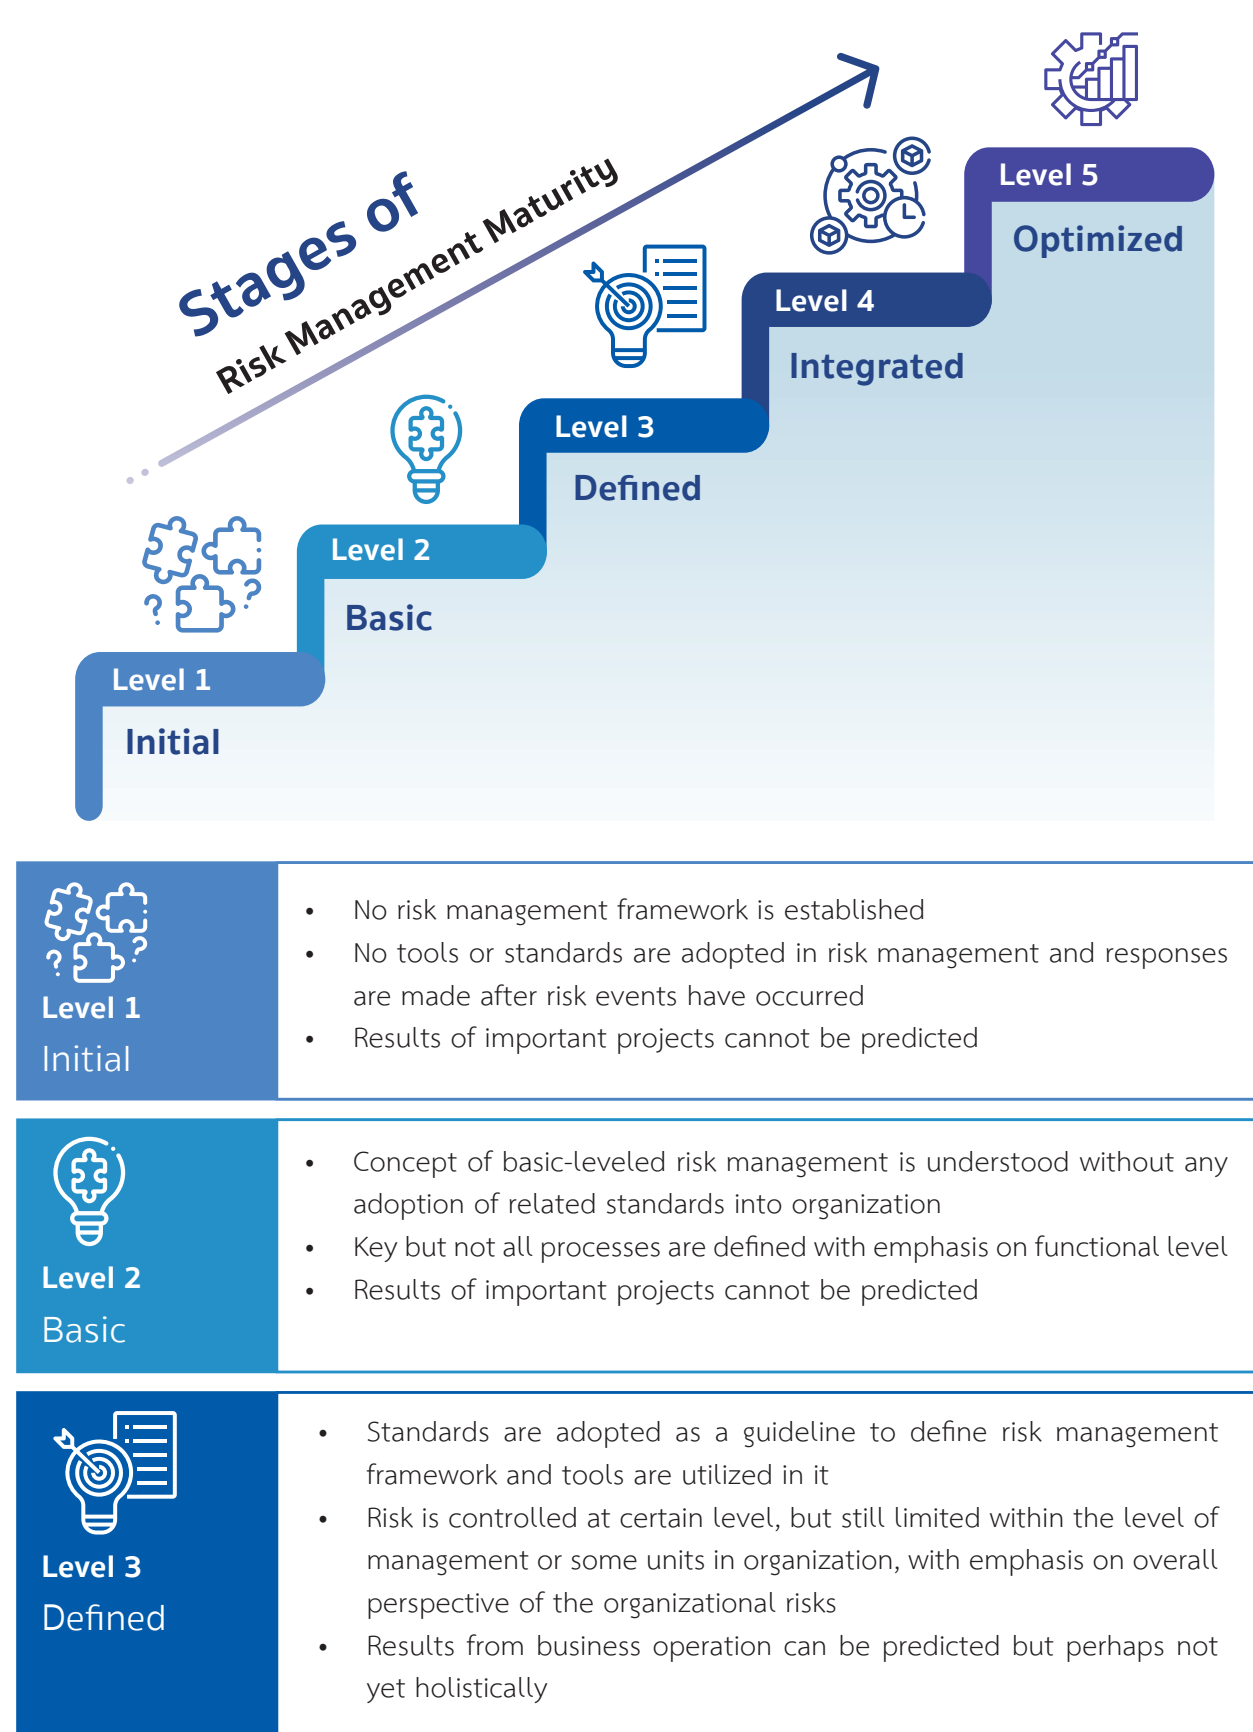 Stages of
Risk Management Maturity
Level 5
Optimized
Level 4
Integrated
Level 3
Defined
Level 2
Basic
Level 1
Initial
Level 1
Initial
• No risk management framework is established
• No tools or standards are adopted in risk management and responses
are made after risk events have occurred
• Results of important projects cannot be predicted
Level 2
Basic
• Concept of basic-leveled risk management is understood without any
adoption of related standards into organization
• Key but not all processes are defined with emphasis on functional level
• Results of important projects cannot be predicted
Level 3
Defined
• Standards are adopted as a guideline to define risk management
framework and tools are utilized in it
• Risk is controlled at certain level, but still limited within the level of
management or some units in organization, with emphasis on overall
perspective of the organizational risks
• Results from business operation can be predicted but perhaps not
yet holistically